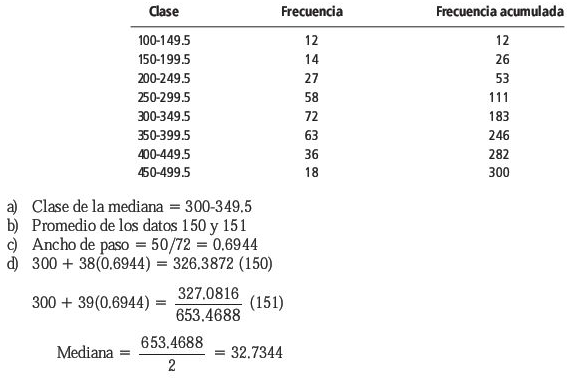 Clase Frecuencia Frecuencia acumulada
100-149.5 12 12
150-199.5 14 26
200-249.5 27 53
250-299.5 58 111
300-349.5 72 183
350-399.5 63 246
400-449.5 36 282
450-499.5 18 300
a) Clase de la mediana = 300-349.5
b) Promedio de los datos 150 y 151
c) Ancho de paso = 50/72 = 0.6944
d) 300 + 38(0.6944) = 326.3872 (150)
300 + 39(0.6944) = 327.0816 (151)
653.4688
Mediana = 653.4688 / 2 = 32.7344